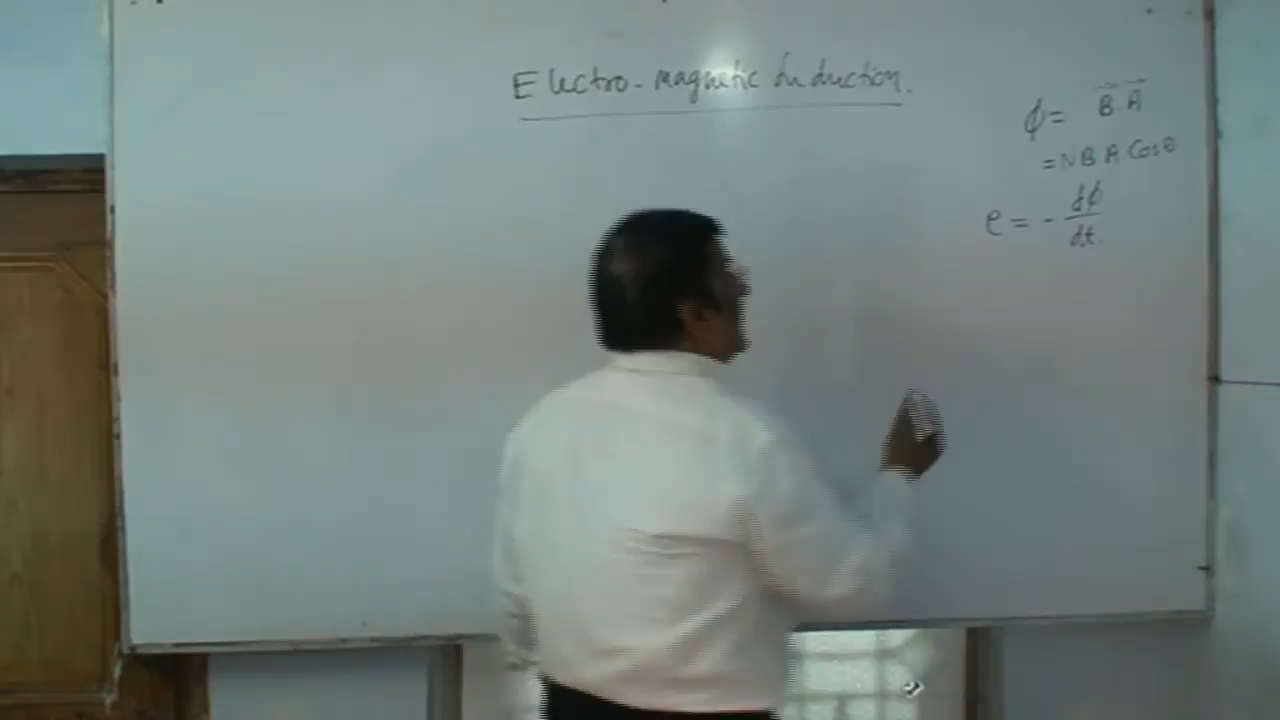 Electro-magnetic Induction.
ϕ = B⃗.A⃗
= NBA Cosθ
e = - dϕ/dt.